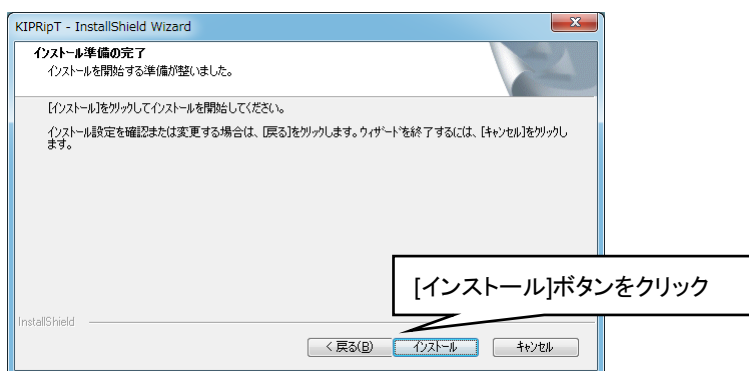 KIPRipT - InstallShield Wizard
インストール準備の完了
インストールを開始する準備が整いました。
[インストール]をクリックしてインストールを開始してください。
インストール設定を確認または変更する場合は、[戻る]をクリックします。ウィザードを終了するには、[キャンセル]をクリックし
ます。
[インストール]ボタンをクリック
InstallShield
< 戻る(B)
インストール
キャンセル